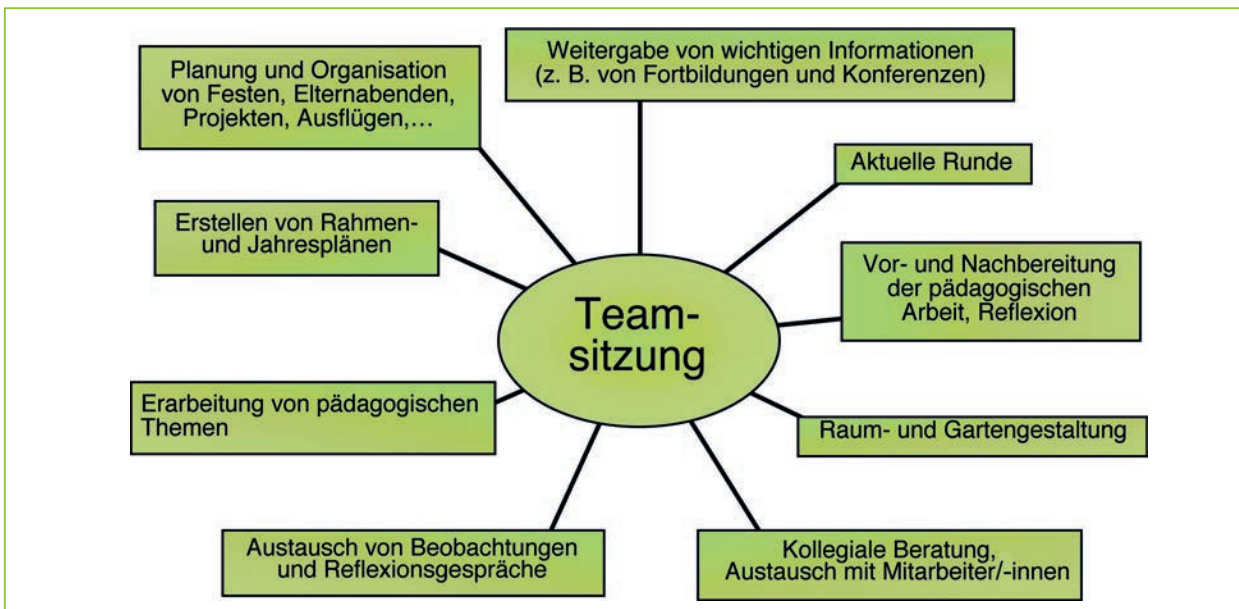 Planung und Organisation
von Festen, Elternabenden,
Projekten, Ausflügen,…
Weitergabe von wichtigen Informationen
(z. B. von Fortbildungen und Konferenzen)
Aktuelle Runde
Erstellen von Rahmen-
und Jahresplänen
Vor- und Nachbereitung
der pädagogischen
Arbeit, Reflexion
Team-
sitzung
Erarbeitung von pädagogischen
Themen
Raum- und Gartengestaltung
Austausch von Beobachtungen
und Reflexionsgespräche
Kollegiale Beratung,
Austausch mit Mitarbeiter/-innen